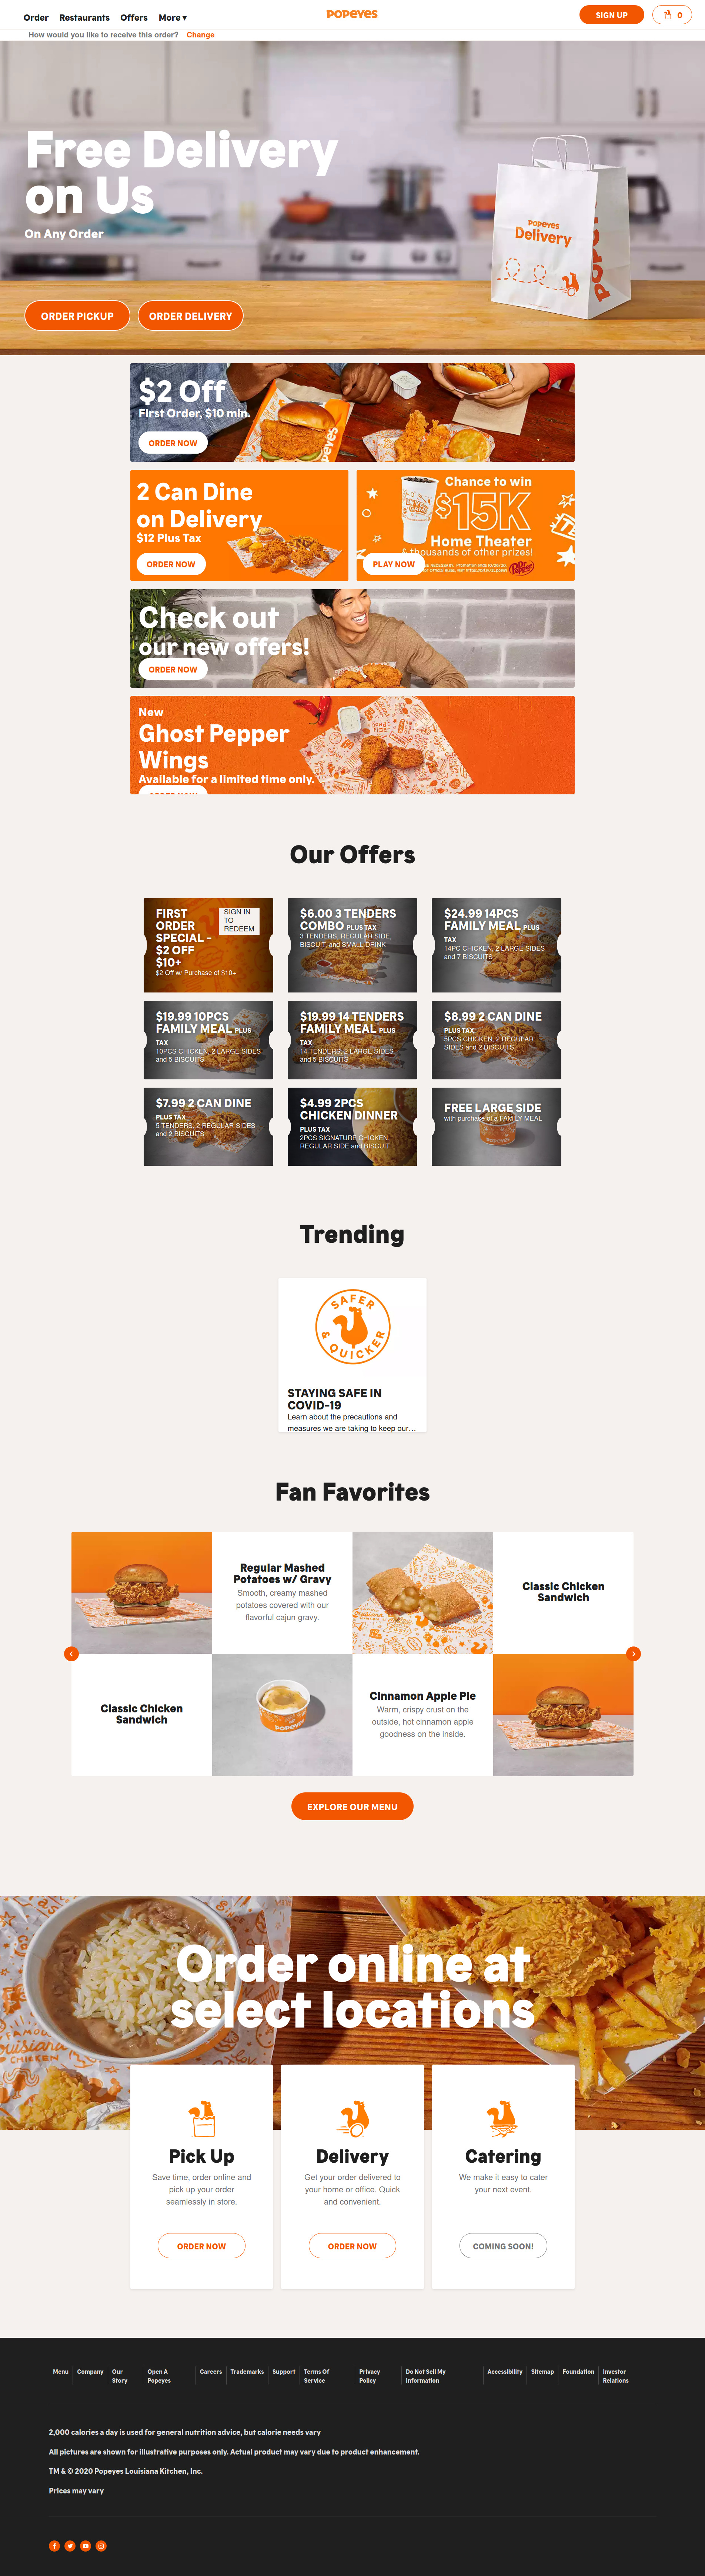 Order Restaurants Offers More ▾
POPEYES
SIGN UP
0
How would you like to receive this order? Change
Free Delivery
on Us
On Any Order
POPEYES
Delivery
ORDER PICKUP
ORDER DELIVERY
$2 Off
First Order, $10 min.
ORDER NOW
2 Can Dine
on Delivery
$12 Plus Tax
ORDER NOW
Chance to win
$15K
Home Theater
& thousands of other prizes!
Dr Pepper
PLAY NOW
Check out
our new offers!
ORDER NOW
New
Ghost Pepper
Wings
Available for a limited time only.
Our Offers
FIRST
ORDER
SPECIAL -
$2 OFF
$10+
$2 Off w/ Purchase of $10+
SIGN IN
TO
REDEEM
$6.00 3 TENDERS
COMBO PLUS TAX
3 TENDERS, REGULAR SIDE,
BISCUIT, and SMALL DRINK
$24.99 14PCS
FAMILY MEAL PLUS
TAX
14PC CHICKEN, 2 LARGE SIDES
and 7 BISCUITS
$19.99 10PCS
FAMILY MEAL PLUS
TAX
10PCS CHICKEN, 2 LARGE SIDES
and 5 BISCUITS
$19.99 14 TENDERS
FAMILY MEAL PLUS
TAX
14 TENDERS, 2 LARGE SIDES
and 5 BISCUITS
$8.99 2 CAN DINE
PLUS TAX
5PCS CHICKEN, 2 REGULAR
SIDES and 2 BISCUITS
$7.99 2 CAN DINE
PLUS TAX
5 TENDERS, 2 REGULAR SIDES
and 2 BISCUITS
$4.99 2PCS
CHICKEN DINNER
PLUS TAX
2PCS SIGNATURE CHICKEN,
REGULAR SIDE and BISCUIT
FREE LARGE SIDE
with purchase of a FAMILY MEAL
Trending
SAFER
& QUICKER
STAYING SAFE IN
COVID-19
Learn about the precautions and
measures we are taking to keep our...
Fan Favorites
Regular Mashed
Potatoes w/ Gravy
Smooth, creamy mashed
potatoes covered with our
flavorful cajun gravy.
Classic Chicken
Sandwich
Classic Chicken
Sandwich
POPEYES
Cinnamon Apple Pie
Warm, crispy crust on the
outside, hot cinnamon apple
goodness on the inside.
EXPLORE OUR MENU
Order online at
select locations
Pick Up
Save time, order online and
pick up your order
seamlessly in store.
ORDER NOW
Delivery
Get your order delivered to
your home or office. Quick
and convenient.
ORDER NOW
Catering
We make it easy to cater
your next event.
COMING SOON!
Menu
Company
Our
Story
Open A
Popeyes
Careers
Trademarks
Support
Terms Of
Service
Privacy
Policy
Do Not Sell My
Information
Accessibility
Sitemap
Foundation
Investor
Relations
2,000 calories a day is used for general nutrition advice, but calorie needs vary
All pictures are shown for illustrative purposes only. Actual product may vary due to product enhancement.
TM & © 2020 Popeyes Louisiana Kitchen, Inc.
Prices may vary